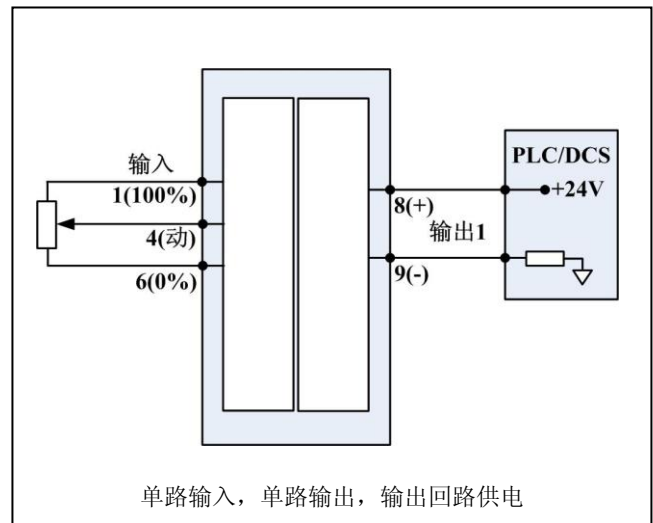 输入
1(100%)
4(动)
6(0%)
8(+)
输出1
9(-)
PLC/DCS
+24V
单路输入，单路输出，输出回路供电